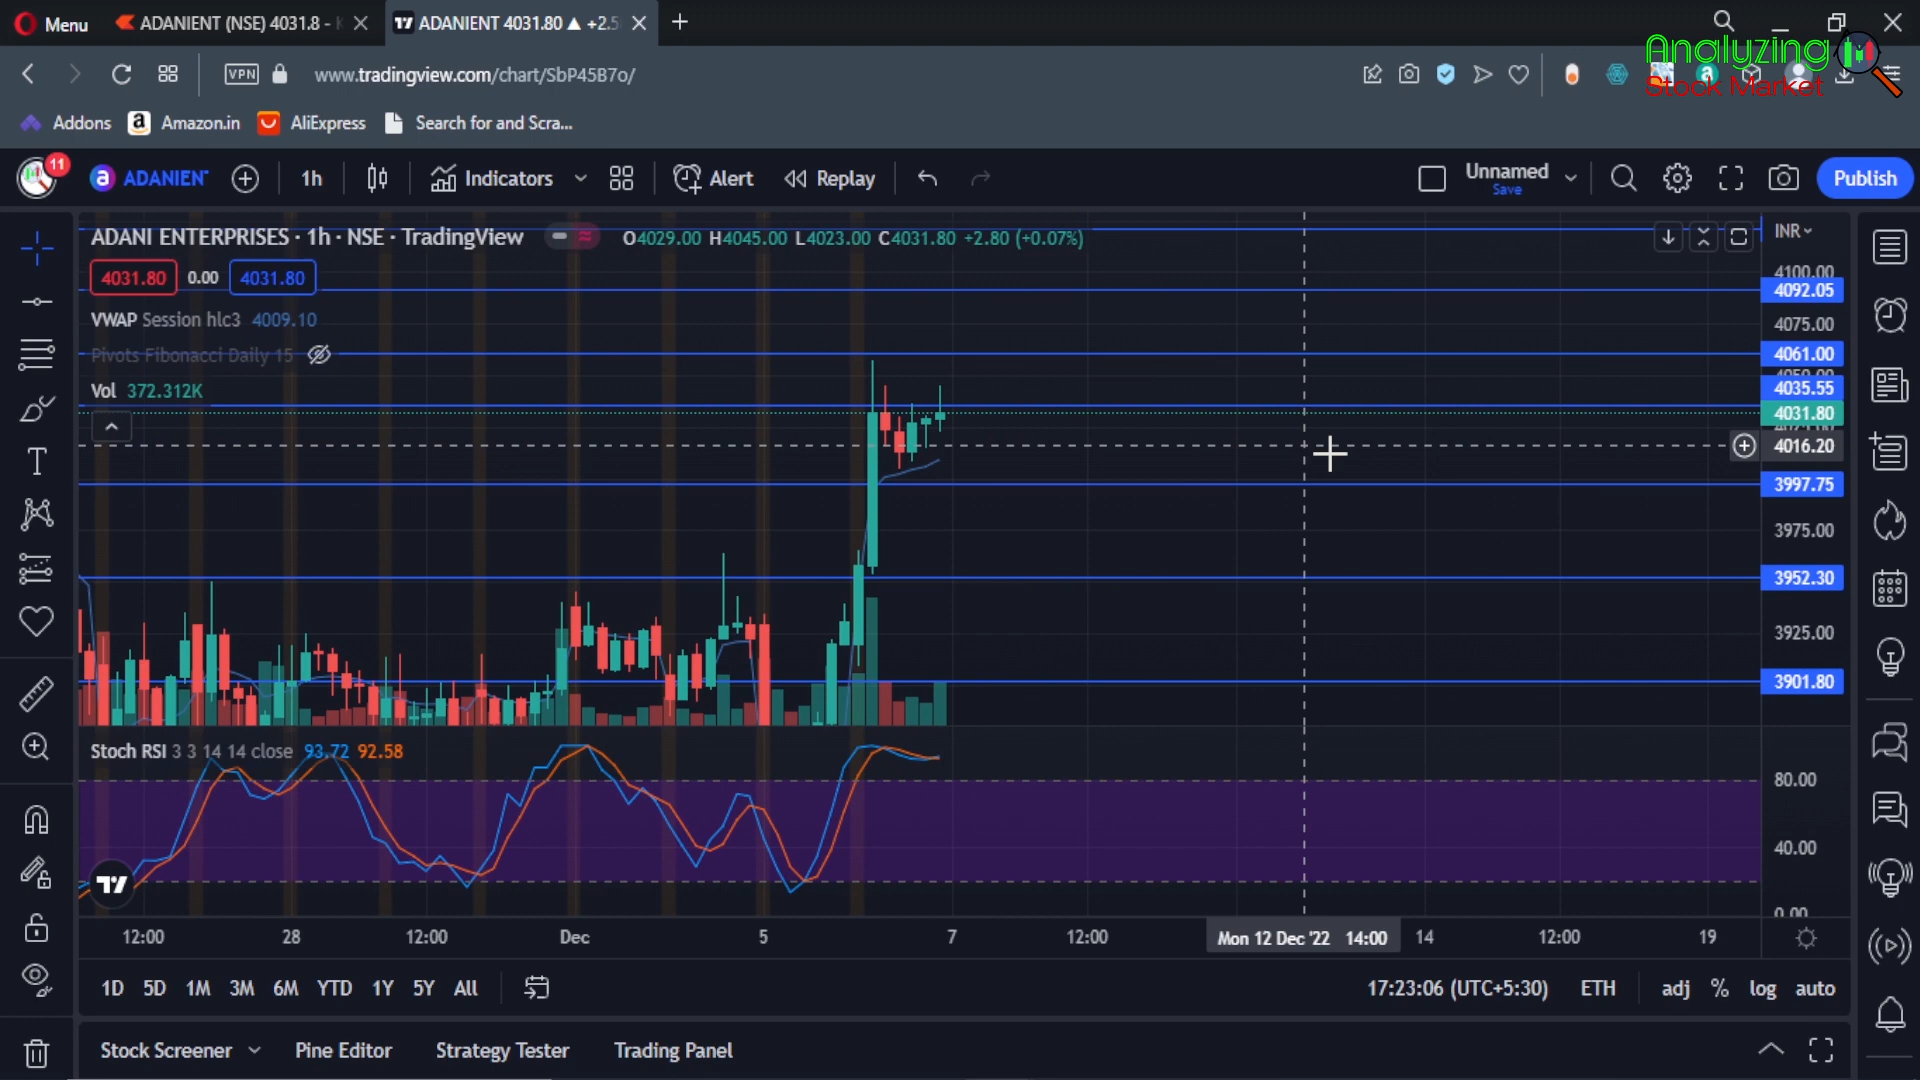 Menu
ADANIENT (NSE) 4031.8 -
ADANIENT 4031.80 ▲ +2.5
VPN
www.tradingview.com/chart/SbP45B7o/
Analyzing
Stock Market
Addons
Amazon.in
AliExpress
Search for and Scra...
11
ADANIENT
1h
Indicators
Alert
Replay
Unnamed
Save
Publish
ADANI ENTERPRISES · 1h · NSE · TradingView
O4029.00 H4045.00 L4023.00 C4031.80 +2.80 (+0.07%)
INR
4031.80 0.00 4031.80
VWAP Session hlc3 4009.10
Pivots Fibonacci Daily 15
Vol 372.312K
4100.00
4092.05
4075.00
4061.00
4035.55
4031.80
4016.20
3997.75
3975.00
3952.30
3925.00
3901.80
Stoch RSI 3 3 14 14 close 93.72 92.58
80.00
40.00
0.00
12:00 28 12:00 Dec 5 7 12:00 Mon 12 Dec '22 14:00 14 12:00 19
1D 5D 1M 3M 6M YTD 1Y 5Y All
17:23:06 (UTC+5:30) ETH adj % log auto
Stock Screener
Pine Editor
Strategy Tester
Trading Panel